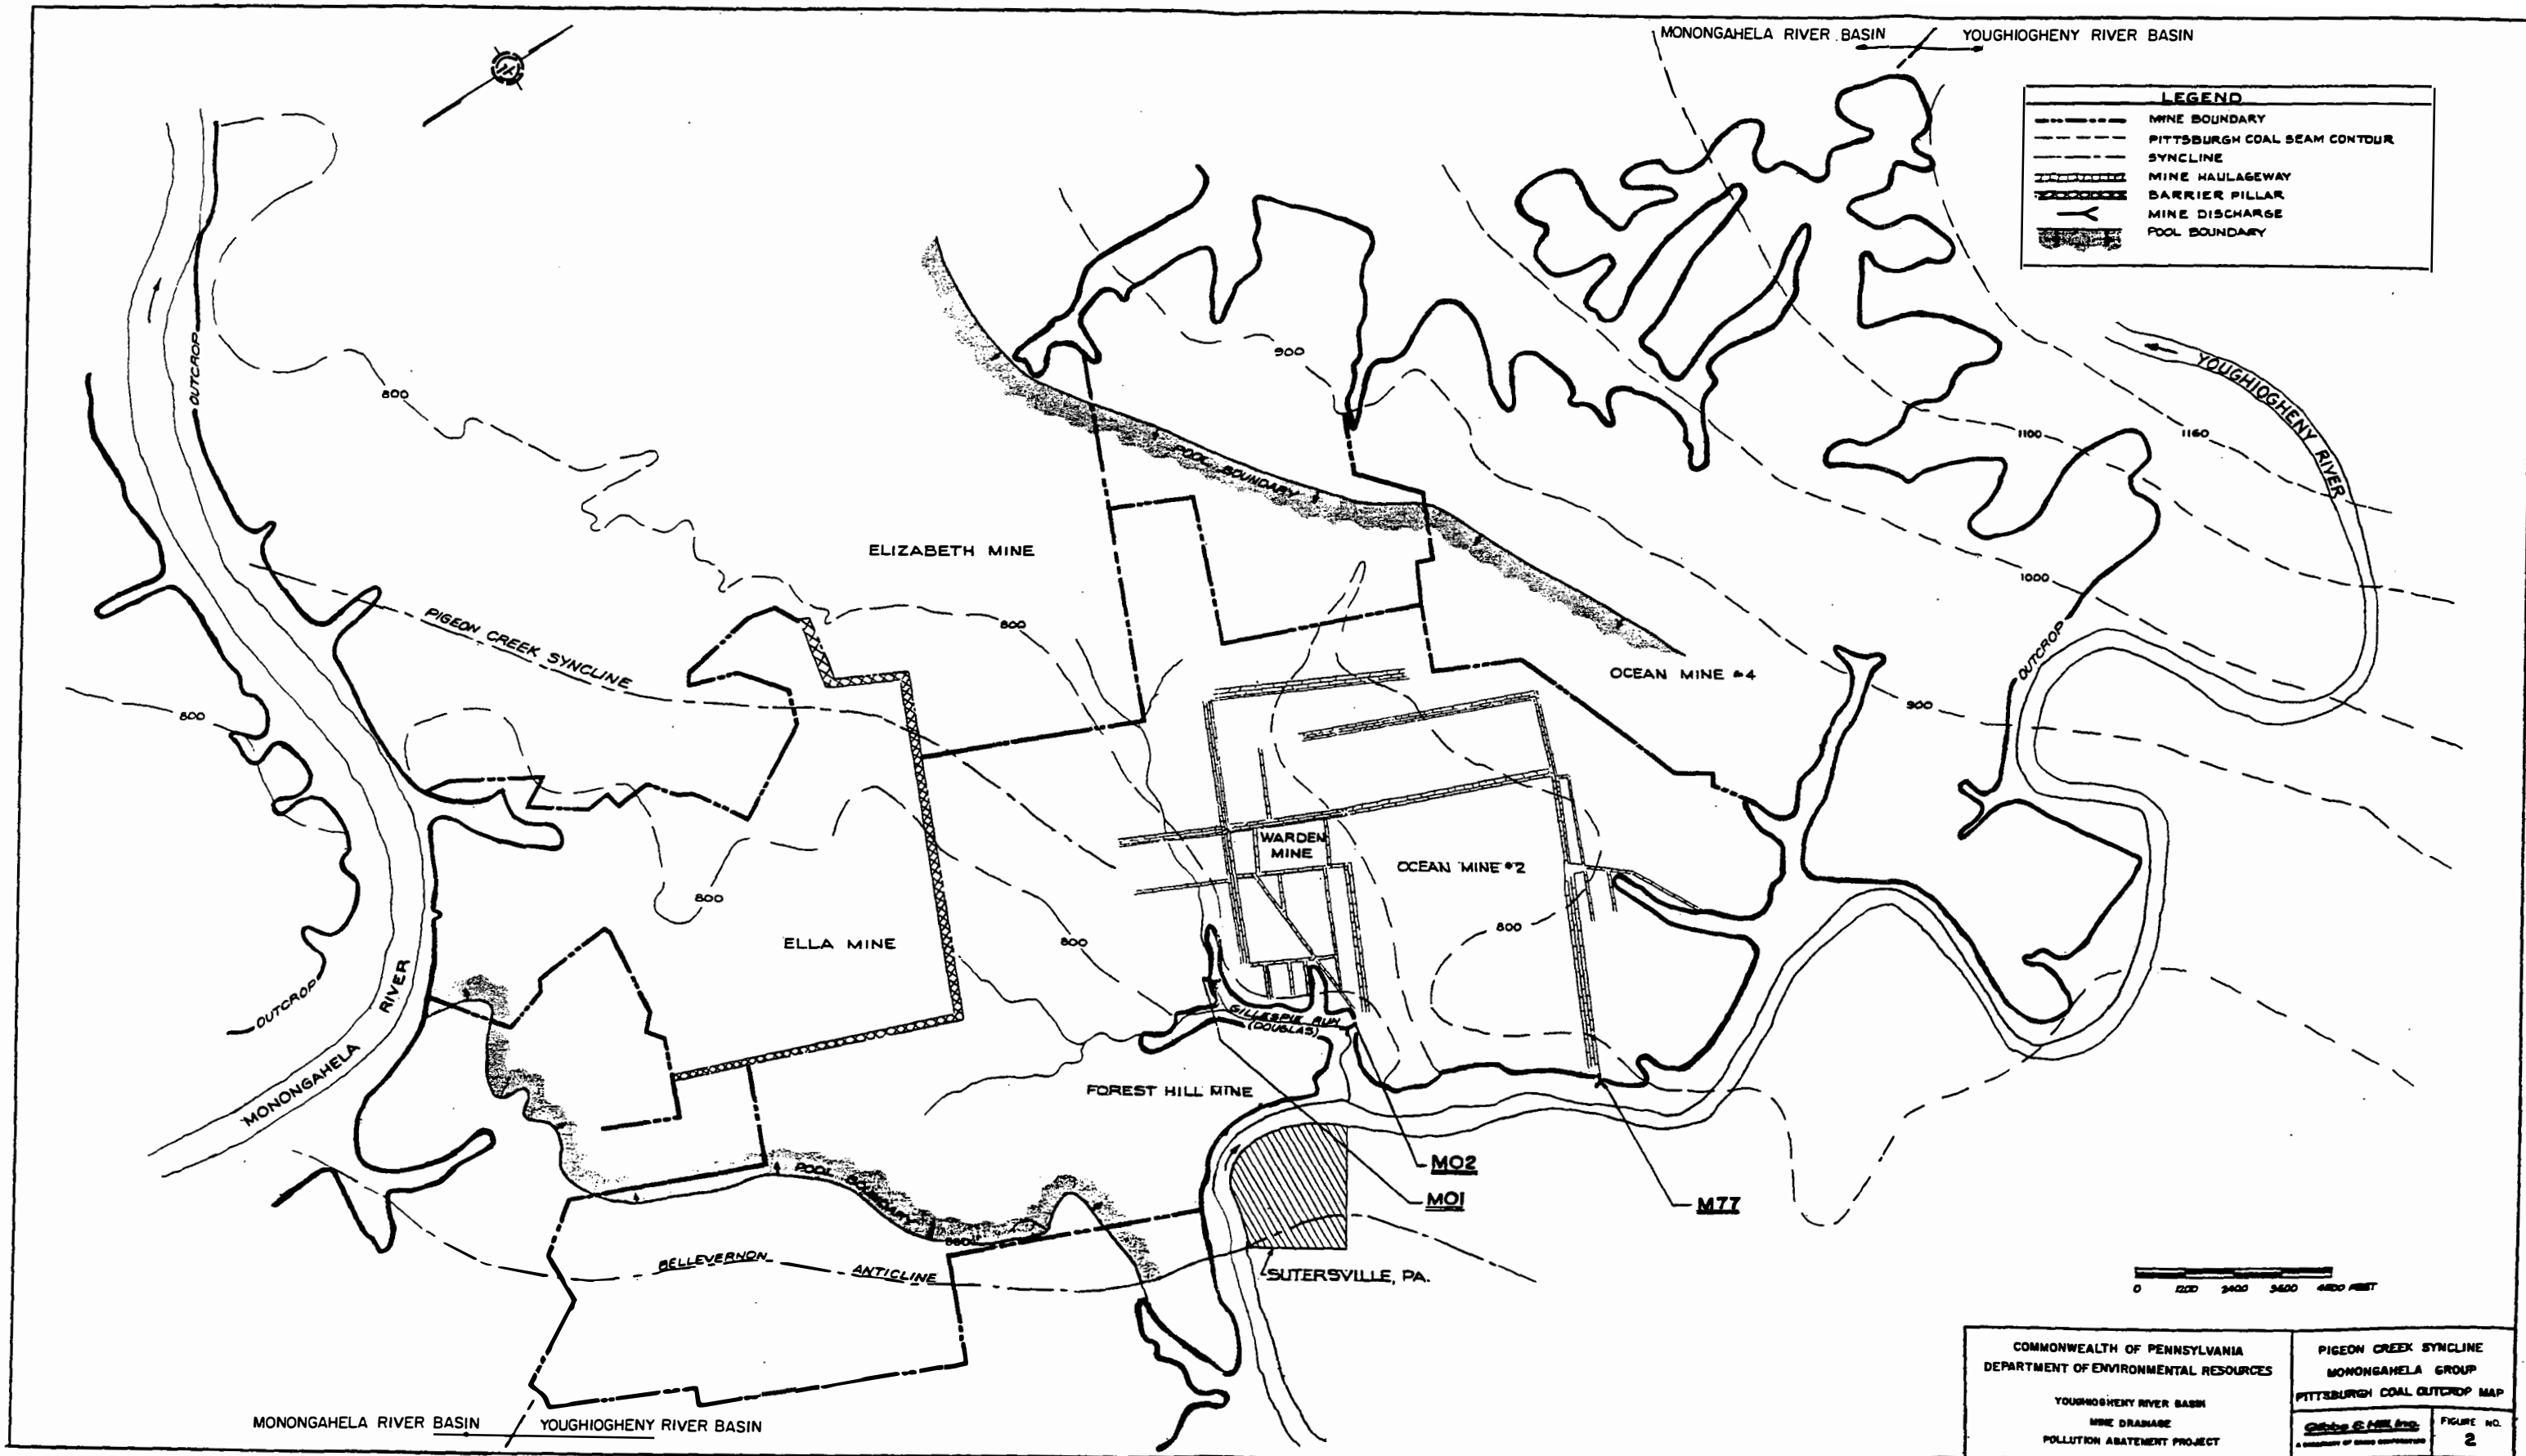 MONONGAHELA RIVER BASIN
YOUGHIOGHENY RIVER BASIN
LEGEND
MINE BOUNDARY
PITTSBURGH COAL SEAM CONTOUR
SYNCLINE
MINE HAULAGEWAY
BARRIER PILLAR
MINE DISCHARGE
POOL BOUNDARY
OUTCROP
800
900
YOUGHIOGHENY RIVER
1100
1160
POOL BOUNDARY
ELIZABETH MINE
1000
PIGEON CREEK SYNCLINE
800
OUTCROP
OCEAN MINE #4
800
900
WARDEN
MINE
OCEAN MINE #2
800
800
ELLA MINE
800
OUTCROP
MONONGAHELA RIVER
GILLESPIE RUN
(DOUGLAS)
FOREST HILL MINE
MO2
MO1
M77
POOL BOUNDARY
BELLEVERNON ANTICLINE
SUTERSVILLE, PA.
0 1200 2400 3600 4800 FEET
MONONGAHELA RIVER BASIN
YOUGHIOGHENY RIVER BASIN
COMMONWEALTH OF PENNSYLVANIA
DEPARTMENT OF ENVIRONMENTAL RESOURCES
YOUGHIOGHENY RIVER BASIN
MINE DRAINAGE
POLLUTION ABATEMENT PROJECT
PIGEON CREEK SYNCLINE
MONONGAHELA GROUP
PITTSBURGH COAL OUTCROP MAP
Gibbs & Hill, Inc.
FIGURE NO.
2